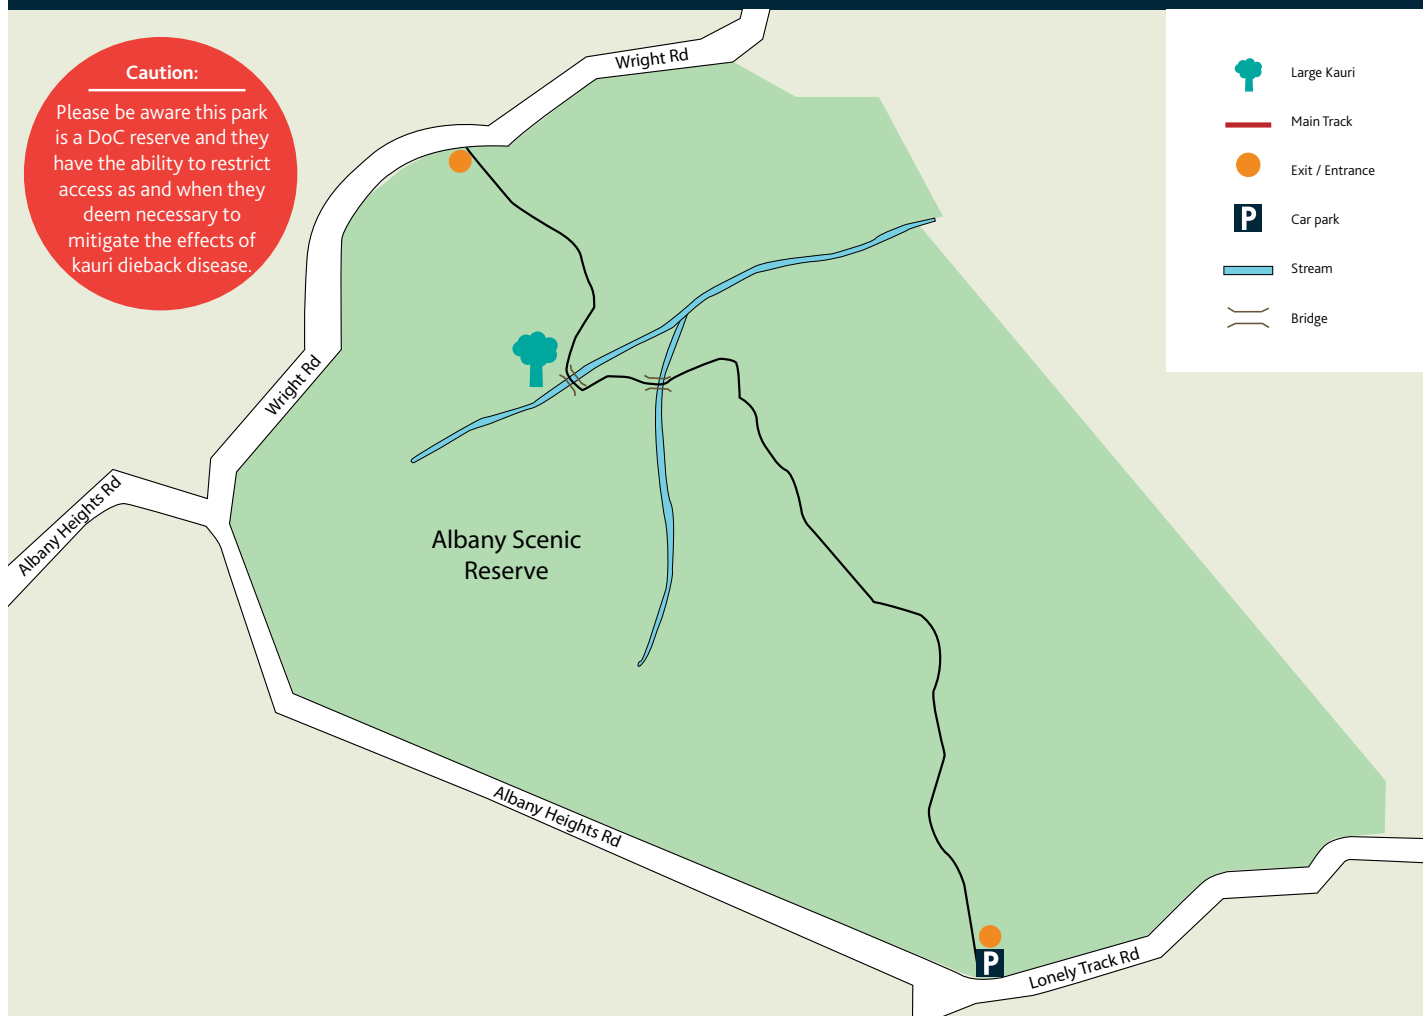 Caution:
Please be aware this park
is a DoC reserve and they
have the ability to restrict
access as and when they
deem necessary to
mitigate the effects of
kauri dieback disease.
Wright Rd
Large Kauri
Main Track
Exit / Entrance
P
Car park
Stream
Bridge
Wright Rd
Albany Heights Rd
Albany Scenic
Reserve
Albany Heights Rd
P
Lonely Track Rd